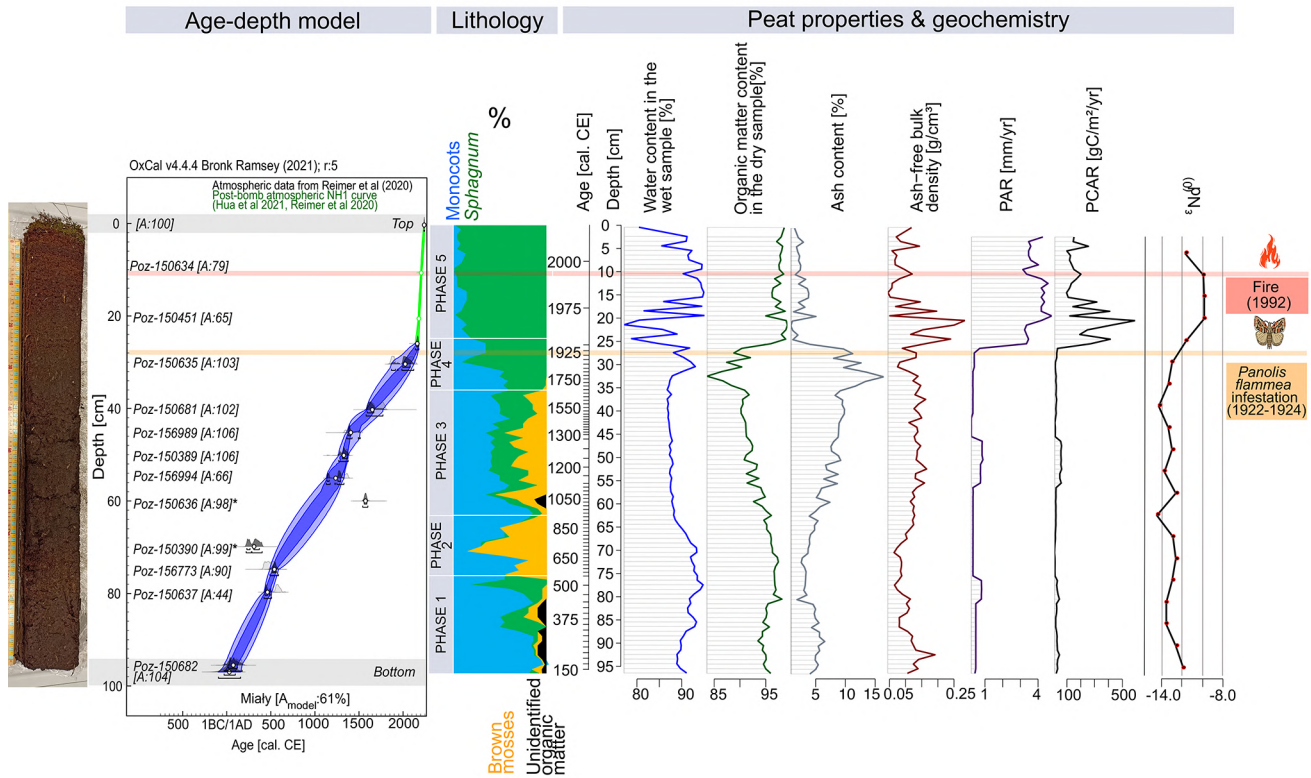 Age-depth model
Lithology
Peat properties & geochemistry
%
OxCal v4.4.4 Bronk Ramsey (2021); r:5
Atmospheric data from Reimer et al (2020)
Post-bomb atmospheric NH1 curve
(Hua et al 2021, Reimer et al 2020)
[A:100]
Top
Poz-150634 [A:79]
Poz-150451 [A:65]
Poz-150635 [A:103]
Poz-150681 [A:102]
Poz-156989 [A:106]
Poz-150389 [A:106]
Poz-156994 [A:66]
Poz-150636 [A:98]*
Poz-150390 [A:99]*
Poz-156773 [A:90]
Poz-150637 [A:44]
Poz-150682
[A:104]
Bottom
Miały [Amodel:61%]
Depth [cm]
0
20
40
60
80
100
500
1BC/1AD
500
1000
1500
2000
Age [cal. CE]
Monocots
Sphagnum
PHASE 5
PHASE
4
PHASE 3
PHASE
2
PHASE 1
Brown
mosses
Unidentified
organic
matter
Age [cal. CE]
2000
1975
1925
1750
1550
1300
1200
1050
850
650
500
375
150
Depth [cm]
0
5
10
15
20
25
30
35
40
45
50
55
60
65
70
75
80
85
90
95
Water content in the
wet sample [%]
80
90
Organic matter content
in the dry sample[%]
85
95
Ash content [%]
5
10
15
Ash-free bulk
density [g/cm³]
0.05
0.25
PAR [mm/yr]
1
4
PCAR [gC/m²/yr]
100
500
εNd(0)
-14.0
-8.0
Fire
(1992)
Panolis
flammea
infestation
(1922-1924)